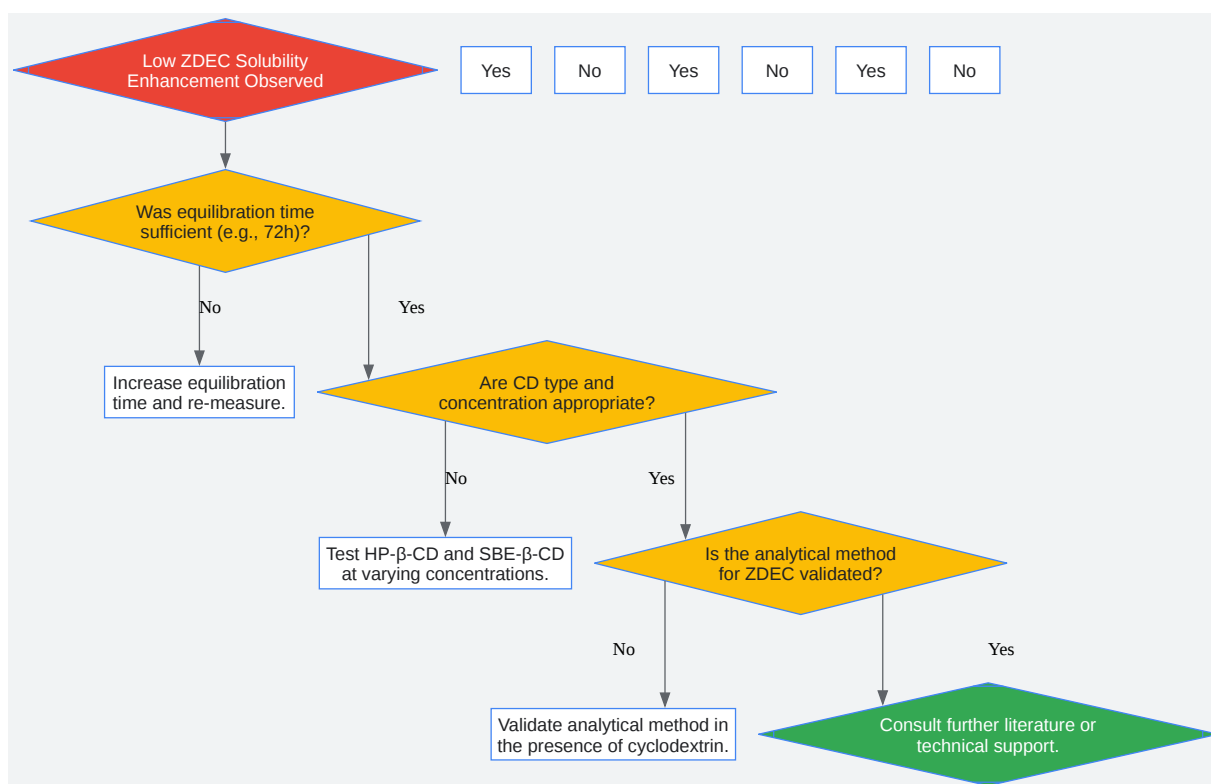 Low ZDEC Solubility
Enhancement Observed
Yes
No
Yes
No
Yes
No
Was equilibration time
sufficient (e.g., 72h)?
No
Yes
Increase equilibration
time and re-measure.
Are CD type and
concentration appropriate?
No
Yes
Test HP-β-CD and SBE-β-CD
at varying concentrations.
Is the analytical method
for ZDEC validated?
No
Yes
Validate analytical method in
the presence of cyclodextrin.
Consult further literature or
technical support.